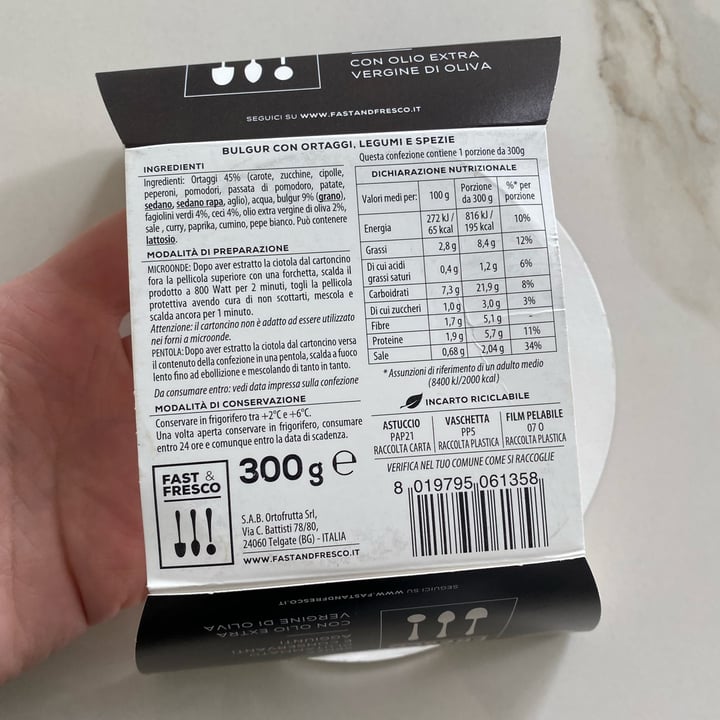 CON OLIO EXTRA
VERGINE DI OLIVA
SEGUICI SU WWW.FASTANDFRESCO.IT
BULGUR CON ORTAGGI, LEGUMI E SPEZIE
INGREDIENTI
Ingredienti: Ortaggi 45% (carote, zucchine, cipolle,
peperoni, pomodori, passata di pomodoro, patate,
sedano, sedano rapa, aglio), acqua, bulgur 9% (grano),
fagiolini verdi 4%, ceci 4%, olio extra vergine di oliva 2%,
sale, curry, paprika, cumino, pepe bianco. Può contenere
lattosio.
MODALITÀ DI PREPARAZIONE
MICROONDE: Dopo aver estratto la ciotola dal cartoncino
fora la pellicola superiore con una forchetta, scalda il
prodotto a 800 Watt per 2 minuti, togli la pellicola
protettiva avendo cura di non scottarti, mescola e
scalda ancora per 1 minuto.
Attenzione: il cartoncino non è adatto ad essere utilizzato
nei forni a microonde.
PENTOLA: Dopo aver estratto la ciotola dal cartoncino versa
il contenuto della confezione in una pentola, scalda a fuoco
lento fino ad ebollizione e mescolando di tanto in tanto.
Da consumare entro: vedi data impressa sulla confezione
MODALITÀ DI CONSERVAZIONE
Conservare in frigorifero tra +2°C e +6°C.
Una volta aperta conservare in frigorifero, consumare
entro 24 ore e comunque entro la data di scadenza.
Questa confezione contiene 1 porzione da 300g
DICHIARAZIONE NUTRIZIONALE
Valori medi per: 100 g Porzione da 300 g %* per porzione
Energia 272 kJ / 65 kcal 816 kJ / 195 kcal 10%
Grassi 2,8 g 8,4 g 12%
Di cui acidi grassi saturi 0,4 g 1,2 g 6%
Carboidrati 7,3 g 21,9 g 8%
Di cui zuccheri 1,0 g 3,0 g 3%
Fibre 1,7 g 5,1 g -
Proteine 1,9 g 5,7 g 11%
Sale 0,68 g 2,04 g 34%
* Assunzioni di riferimento di un adulto medio
(8400 kJ/2000 kcal)
INCARTO RICICLABILE
ASTUCCIO VASCHETTA FILM PELABILE
PAP21 PP5 07 O
RACCOLTA CARTA RACCOLTA PLASTICA RACCOLTA PLASTICA
VERIFICA NEL TUO COMUNE COME SI RACCOGLIE
FAST &
FRESCO
300 g e
S.A.B. Ortofrutta Srl,
Via C. Battisti 78/80,
24060 Telgate (BG) - ITALIA
WWW.FASTANDFRESCO.IT
8 019795 061358
SEGUICI SU WWW.FASTANDFRESCO.IT
CON OLIO EXTRA
VERGINE DI OLIVA